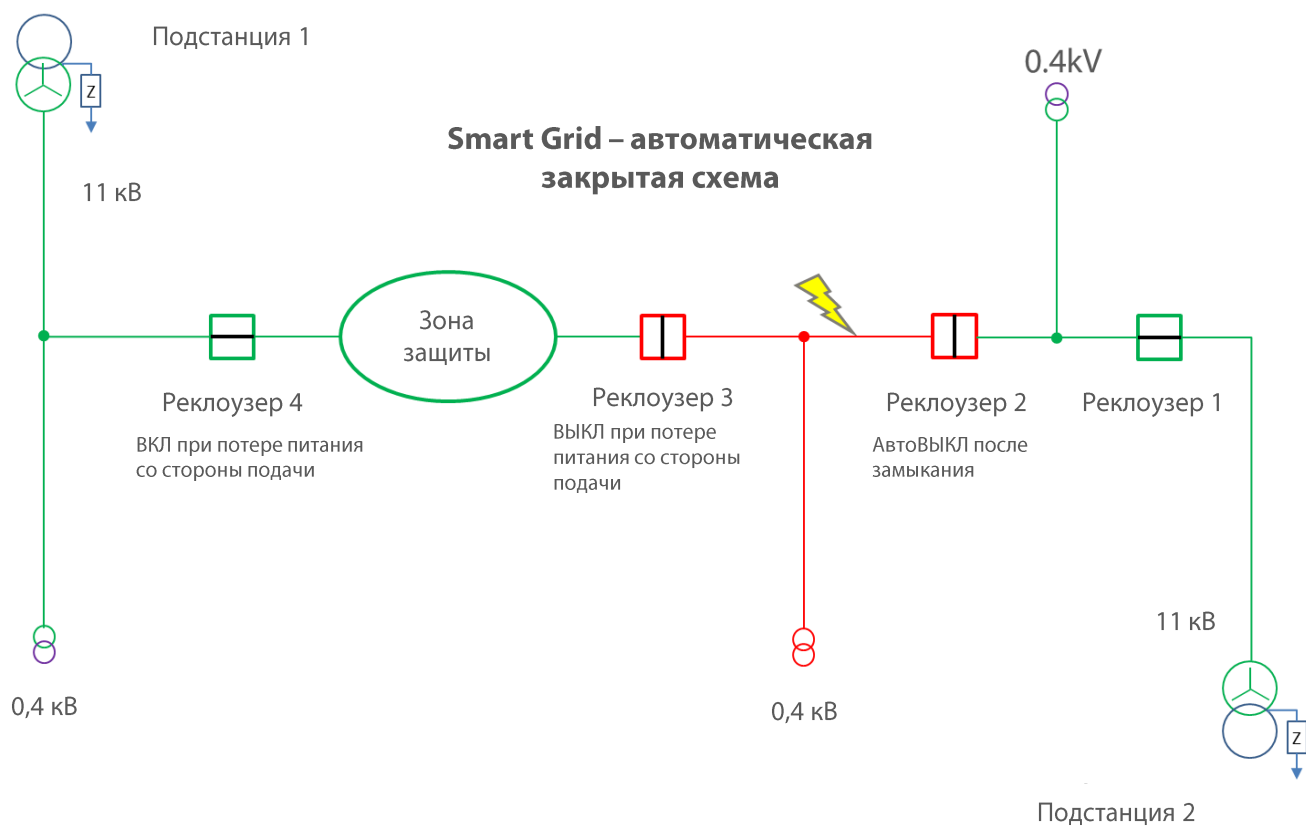 Подстанция 1
0.4kV
Z
Smart Grid – автоматическая
закрытая схема
11 кВ
Зона
защиты
Реклоузер 4
ВКЛ при потере питания
со стороны подачи
Реклоузер 3
ВЫКЛ при потере
питания со стороны
подачи
Реклоузер 2
АвтоВЫКЛ после
замыкания
Реклоузер 1
11 кВ
0,4 кВ
0,4 кВ
Z
Подстанция 2